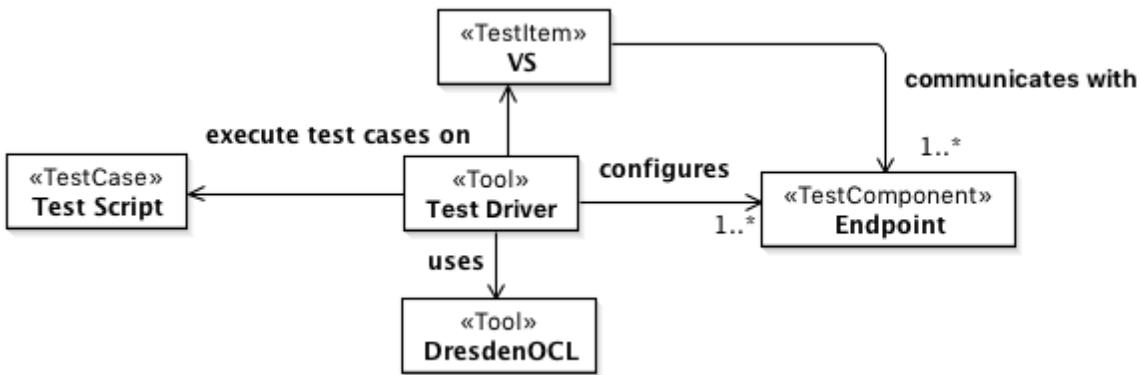 «TestItem»
VS
communicates with
execute test cases on
1..*
«TestCase»
Test Script
«Tool»
Test Driver
configures
1..*
«TestComponent»
Endpoint
uses
«Tool»
DresdenOCL